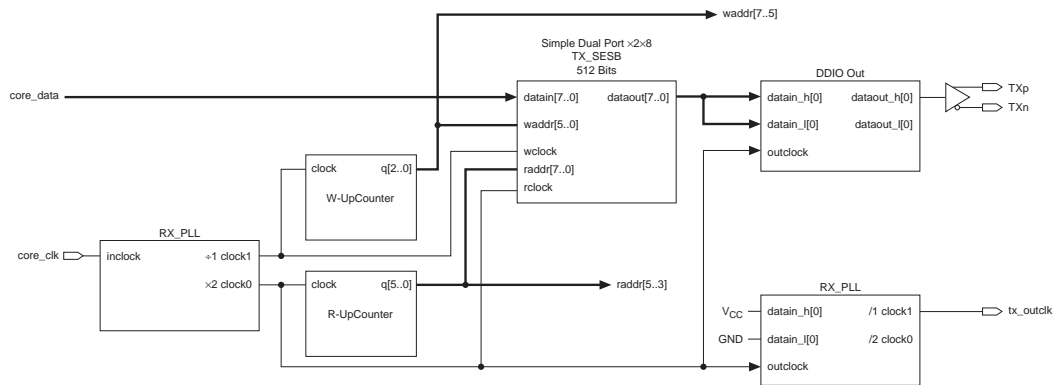 waddr[7..5]
Simple Dual Port ×2×8
TX_SESB
512 Bits
DDIO Out
core_data
datain[7..0] dataout[7..0]
waddr[5..0]
wclock
raddr[7..0]
rclock
datain_h[0] dataout_h[0]
datain_l[0] dataout_l[0]
outclock
TXp
TXn
clock q[2..0]
W-UpCounter
RX_PLL
core_clk
inclock ÷1 clock1
×2 clock0
clock q[5..0]
R-UpCounter
raddr[5..3]
RX_PLL
VCC datain_h[0] /1 clock1
GND datain_l[0] /2 clock0
outclock
tx_outclk